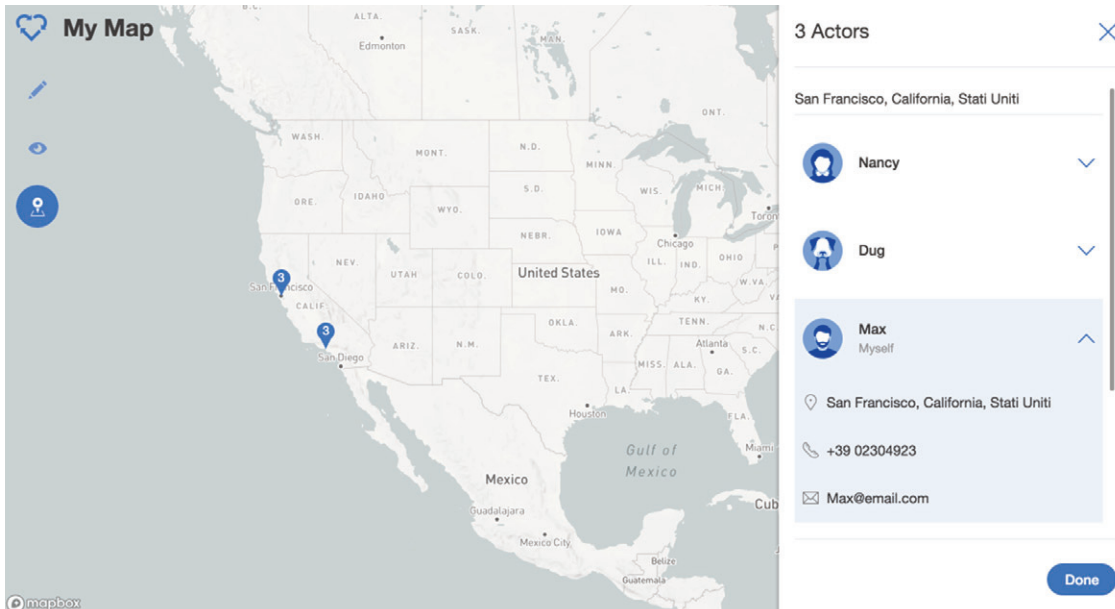 My Map
ALTA.
SASK.
MAN.
Edmonton
ONT.
WASH.
MONT.
N.D.
MINN.
ORE.
IDAHO
S.D.
WIS.
MICH.
WYO.
Toron
NEBR.
IOWA
Chicago
NEV.
UTAH
COLO.
United States
ILL.
IND.
OHIO
W.VA.
3
San Francisco
CALIF
MO.
KY.
VA
3
San Diego
ARIZ.
N.M.
OKLA.
ARK.
TENN.
N.C.
Atlanta
S.C.
MISS.
ALA.
GA.
TEX.
LA.
Houston
FLA.
Gulf of
Mexico
Miami
Mexico
Cub
Guadalajara
Mexico City
Belize
Guatemala
mapbox
3 Actors
San Francisco, California, Stati Uniti
Nancy
Dug
Max
Myself
San Francisco, California, Stati Uniti
+39 02304923
Max@email.com
Done